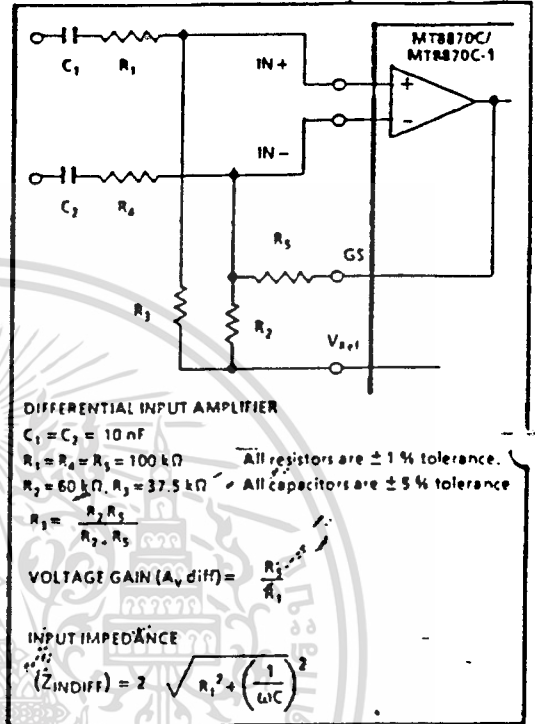 MT8870C/
MT8870C-1
C₁ R₁ IN+
+
−
IN−
C₂ R₄
R₅ GS
R₃ R₂
VRef
DIFFERENTIAL INPUT AMPLIFIER
C₁ = C₂ = 10 nF
R₁ = R₄ = R₅ = 100 kΩ All resistors are ± 1 % tolerance.
R₂ = 60 kΩ, R₃ = 37.5 kΩ All capacitors are ± 5 % tolerance
R₃ = R₂ R₅
R₂ + R₅
VOLTAGE GAIN (Aᵥ diff) = R₅
R₁
INPUT IMPEDANCE
(ZINDIFF) = 2 √ R₁² + (1/ωC)²